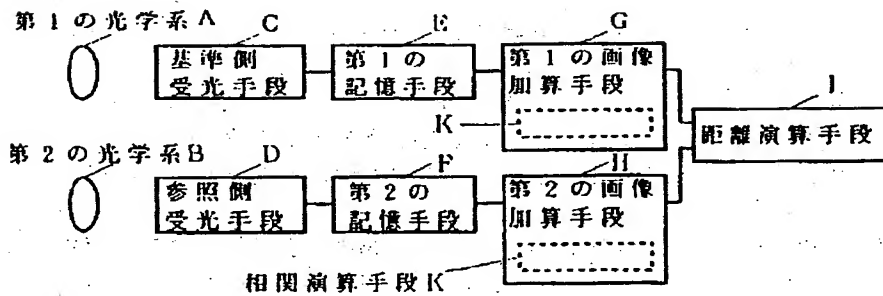 第1の光学系A
C
E
G
基準側
受光手段
第1の
記憶手段
第1の画像
加算手段
K
I
距離演算手段
第2の光学系B
D
F
H
参照側
受光手段
第2の
記憶手段
第2の画像
加算手段
相関演算手段K